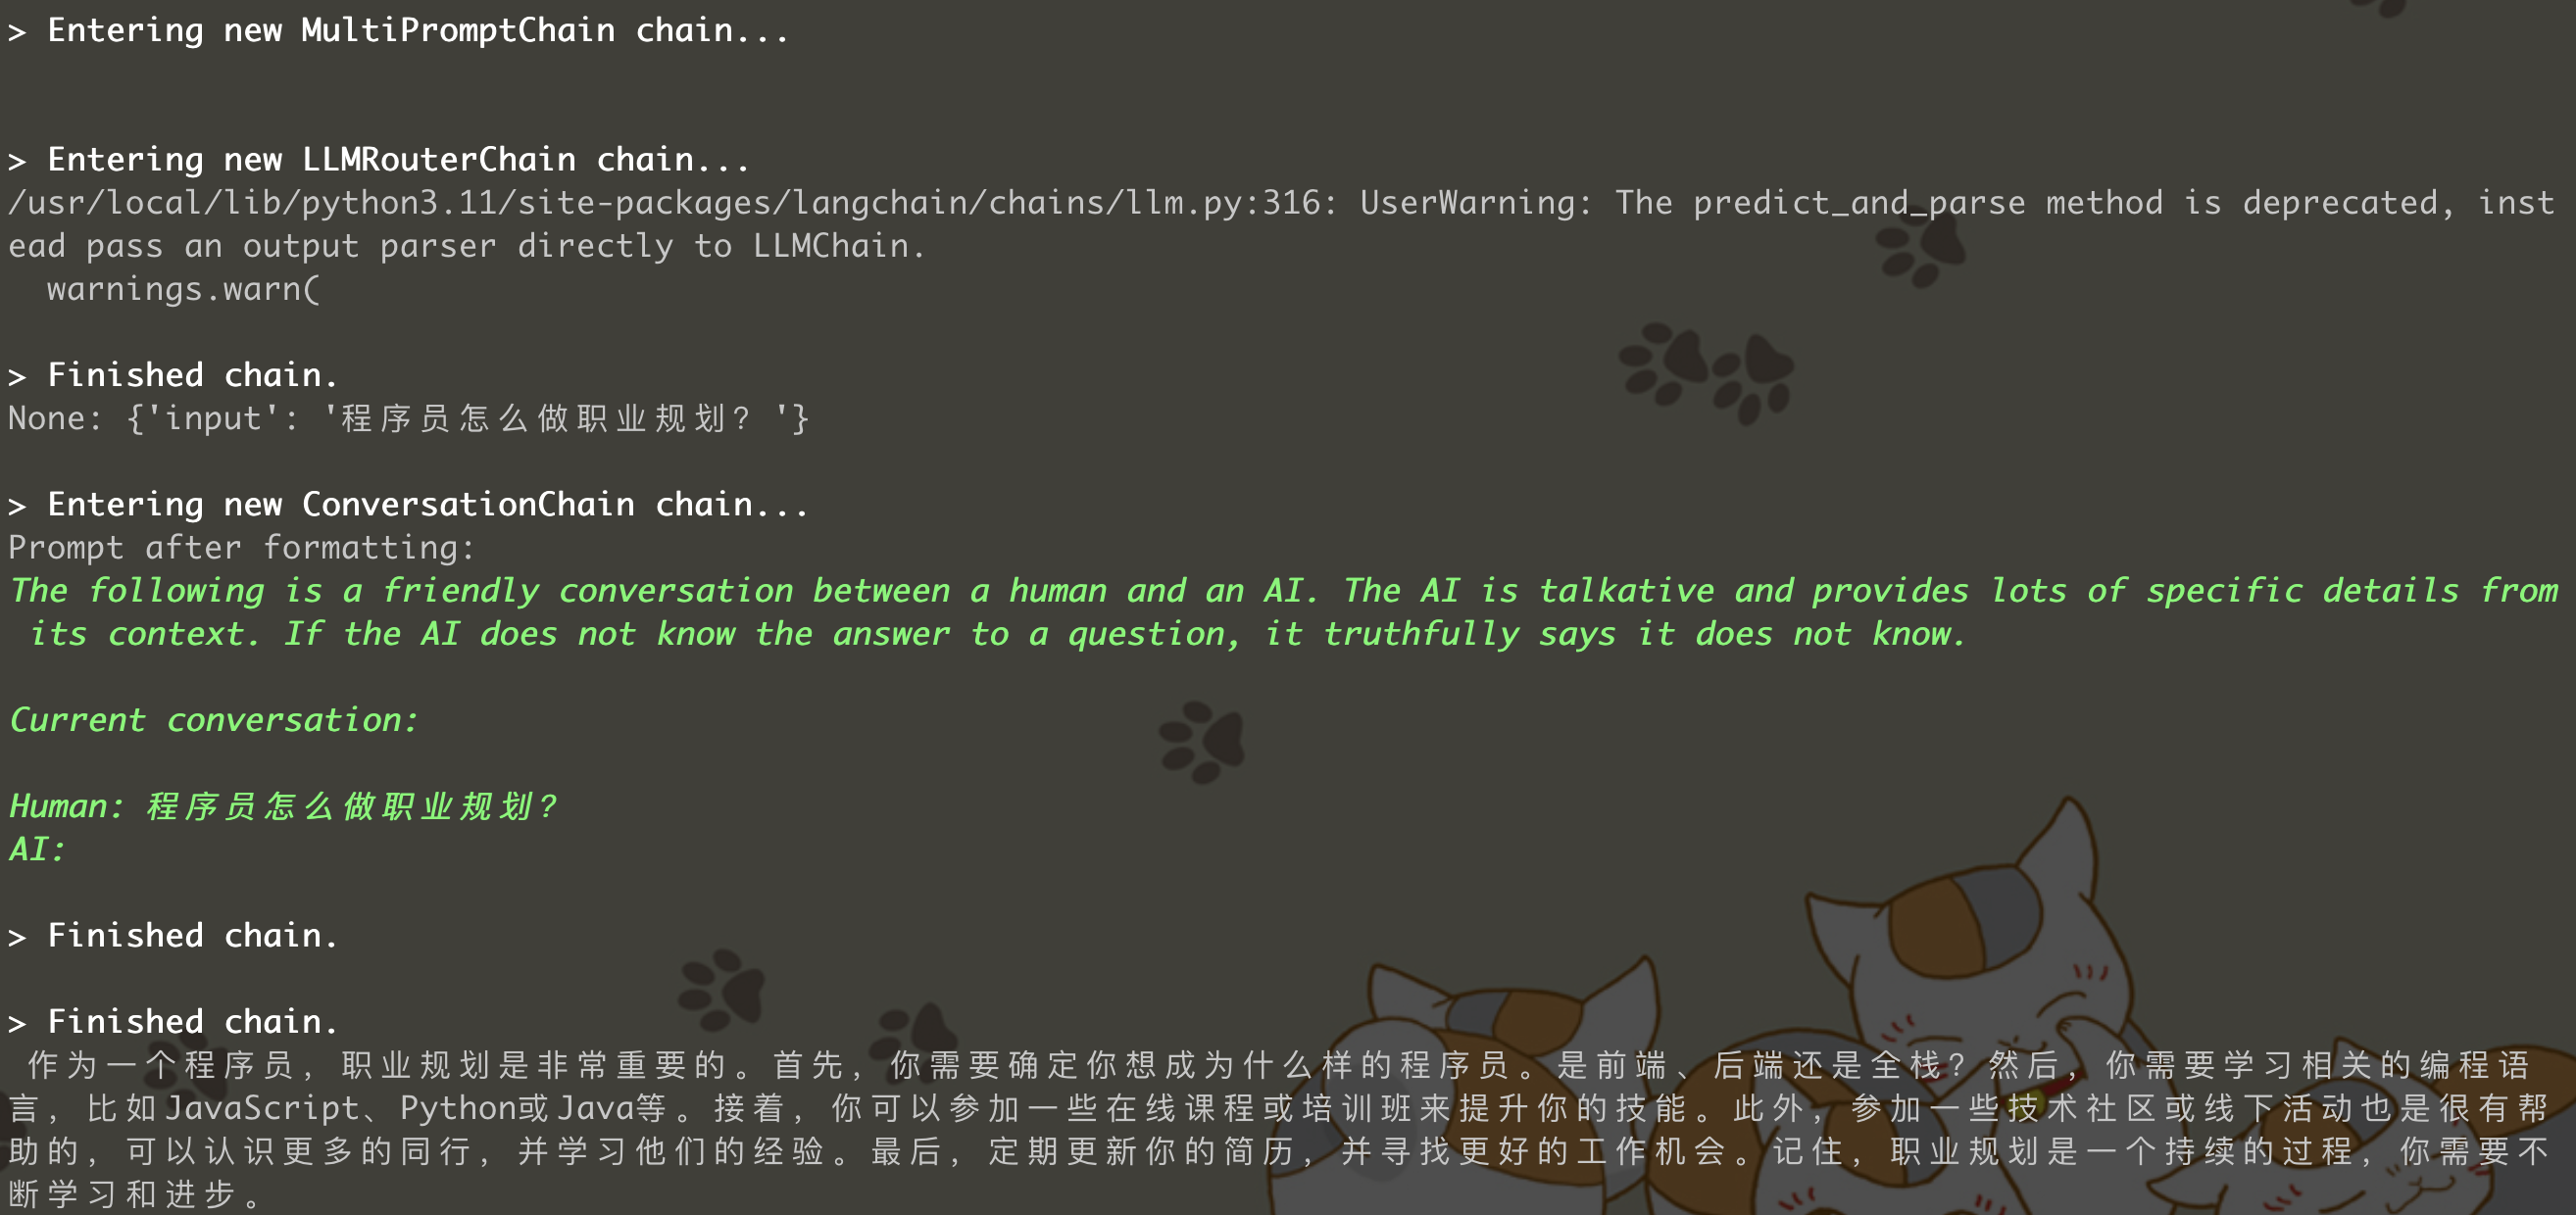 > Entering new MultiPromptChain chain...
> Entering new LLMRouterChain chain...
/usr/local/lib/python3.11/site-packages/langchain/chains/llm.py:316: UserWarning: The predict_and_parse method is deprecated, inst
ead pass an output parser directly to LLMChain.
  warnings.warn(
> Finished chain.
None: {'input': '程序员怎么做职业规划？'}
> Entering new ConversationChain chain...
Prompt after formatting:
The following is a friendly conversation between a human and an AI. The AI is talkative and provides lots of specific details from
 its context. If the AI does not know the answer to a question, it truthfully says it does not know.
Current conversation:
Human: 程序员怎么做职业规划？
AI:
> Finished chain.
> Finished chain.
 作为一个程序员，职业规划是非常重要的。首先，你需要确定你想成为什么样的程序员。是前端、后端还是全栈？然后，你需要学习相关的编程语
言，比如JavaScript、Python或Java等。接着，你可以参加一些在线课程或培训班来提升你的技能。此外，参加一些技术社区或线下活动也是很有帮
助的，可以认识更多的同行，并学习他们的经验。最后，定期更新你的简历，并寻找更好的工作机会。记住，职业规划是一个持续的过程，你需要不
断学习和进步。